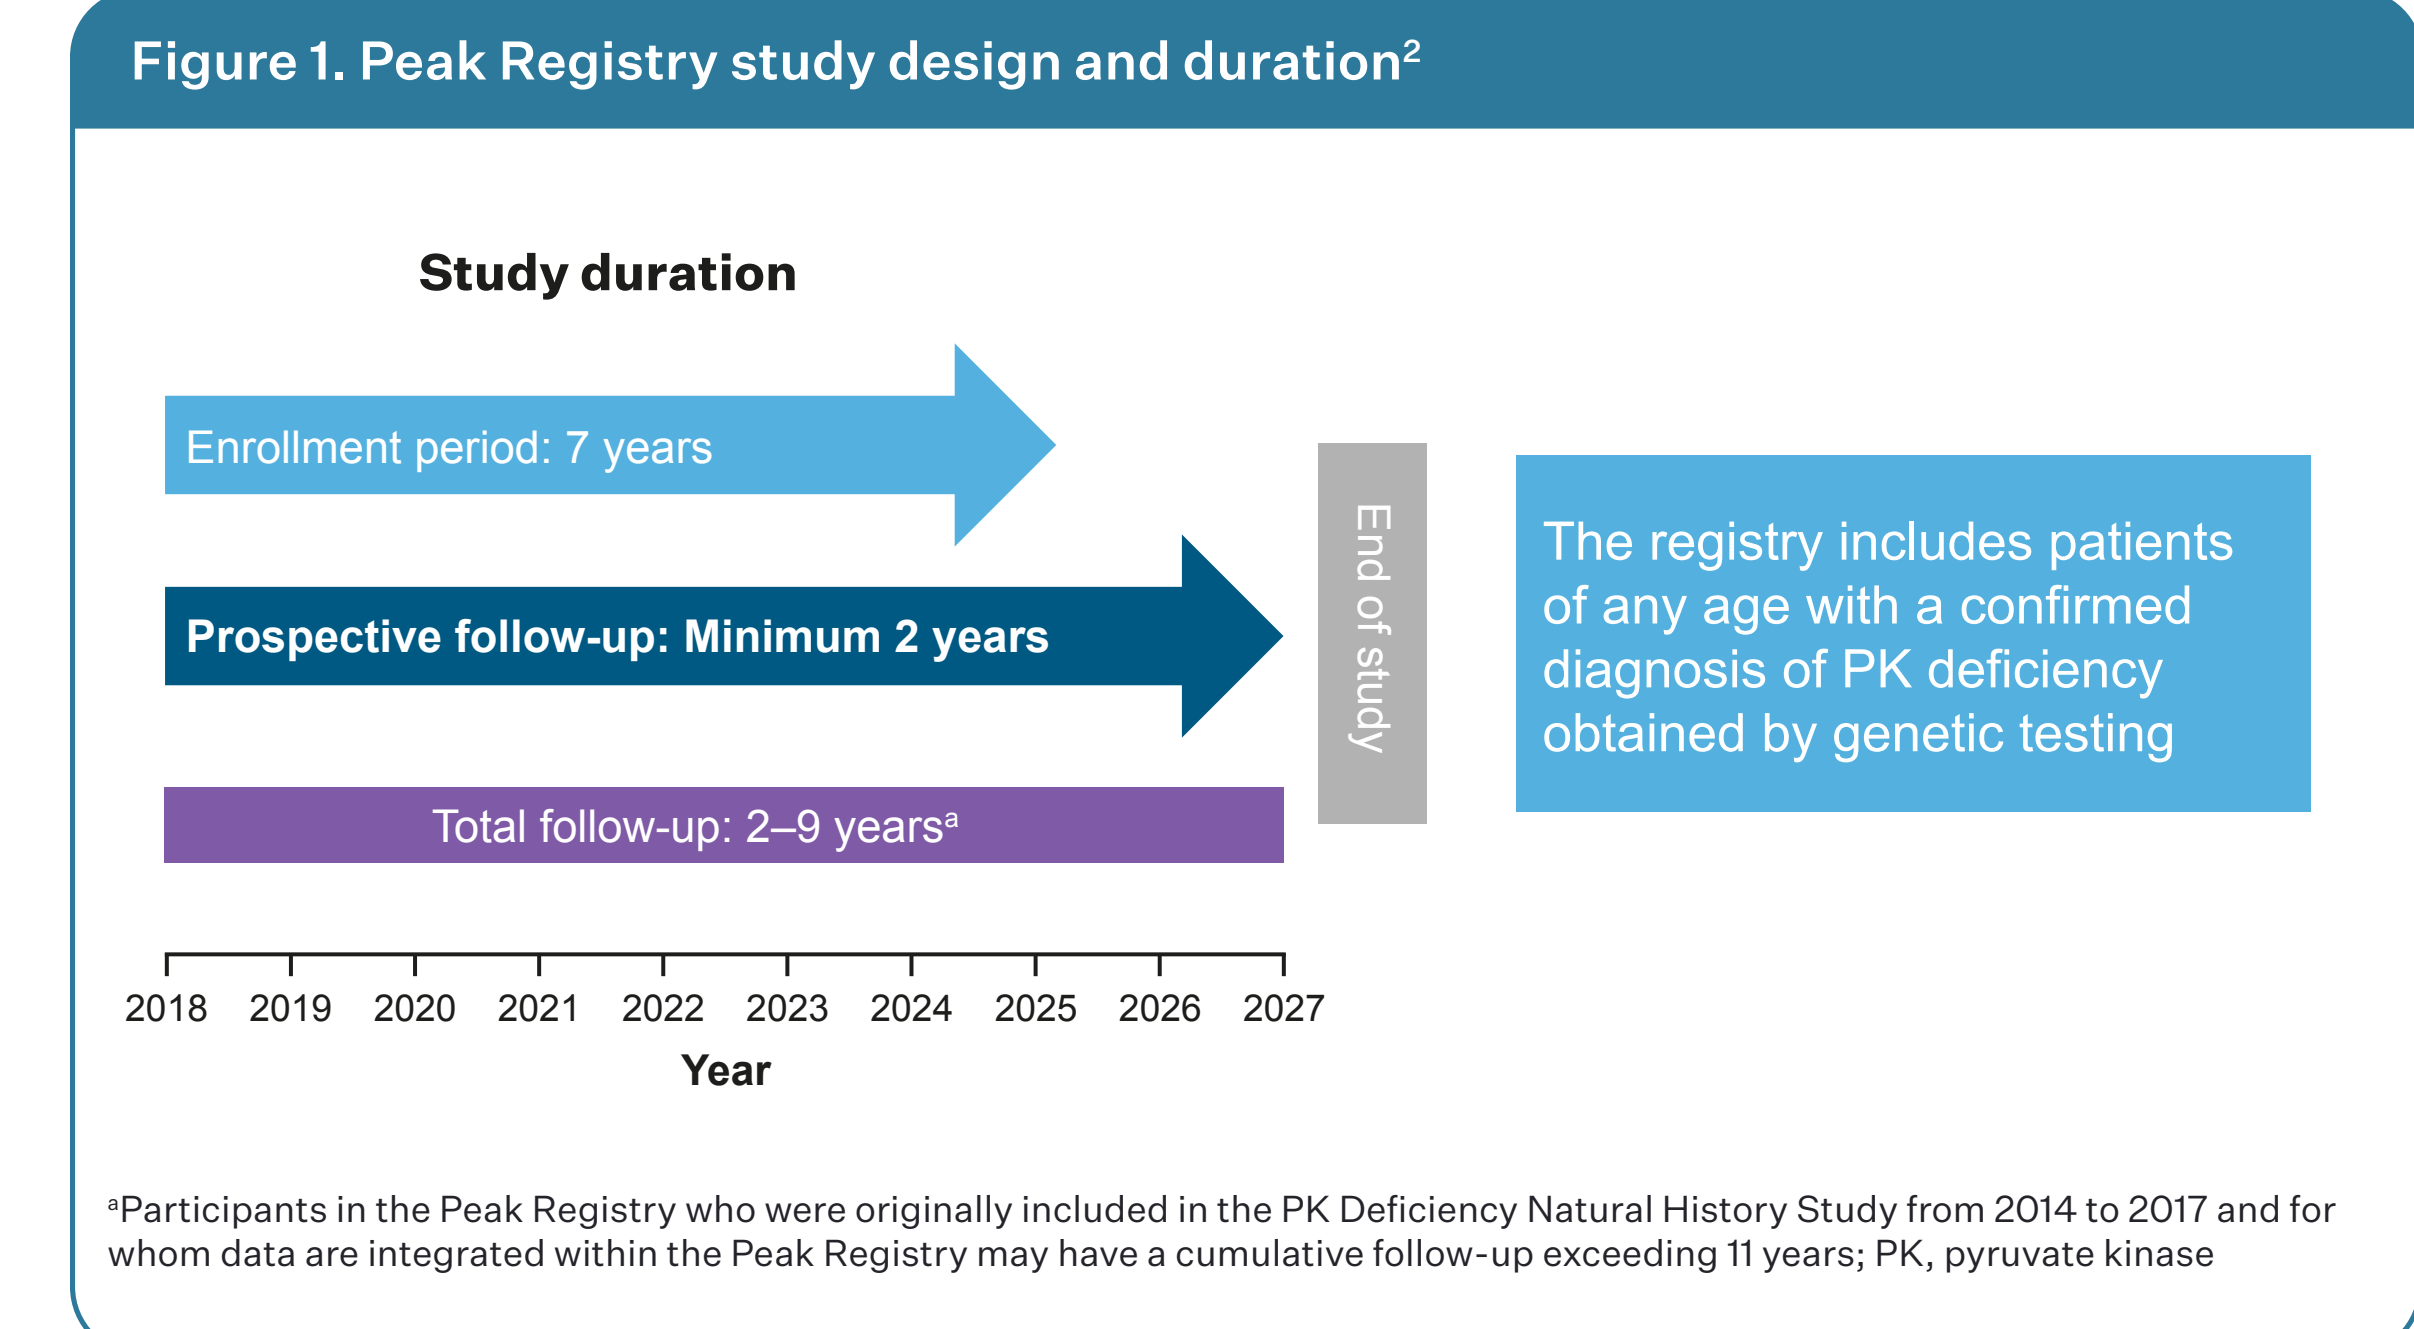 Figure 1. Peak Registry study design and duration²
Study duration
Enrollment period: 7 years
Prospective follow-up: Minimum 2 years
Total follow-up: 2–9 yearsᵃ
End of study
The registry includes patients
of any age with a confirmed
diagnosis of PK deficiency
obtained by genetic testing
2018 2019 2020 2021 2022 2023 2024 2025 2026 2027
Year
ᵃParticipants in the Peak Registry who were originally included in the PK Deficiency Natural History Study from 2014 to 2017 and for
whom data are integrated within the Peak Registry may have a cumulative follow-up exceeding 11 years; PK, pyruvate kinase